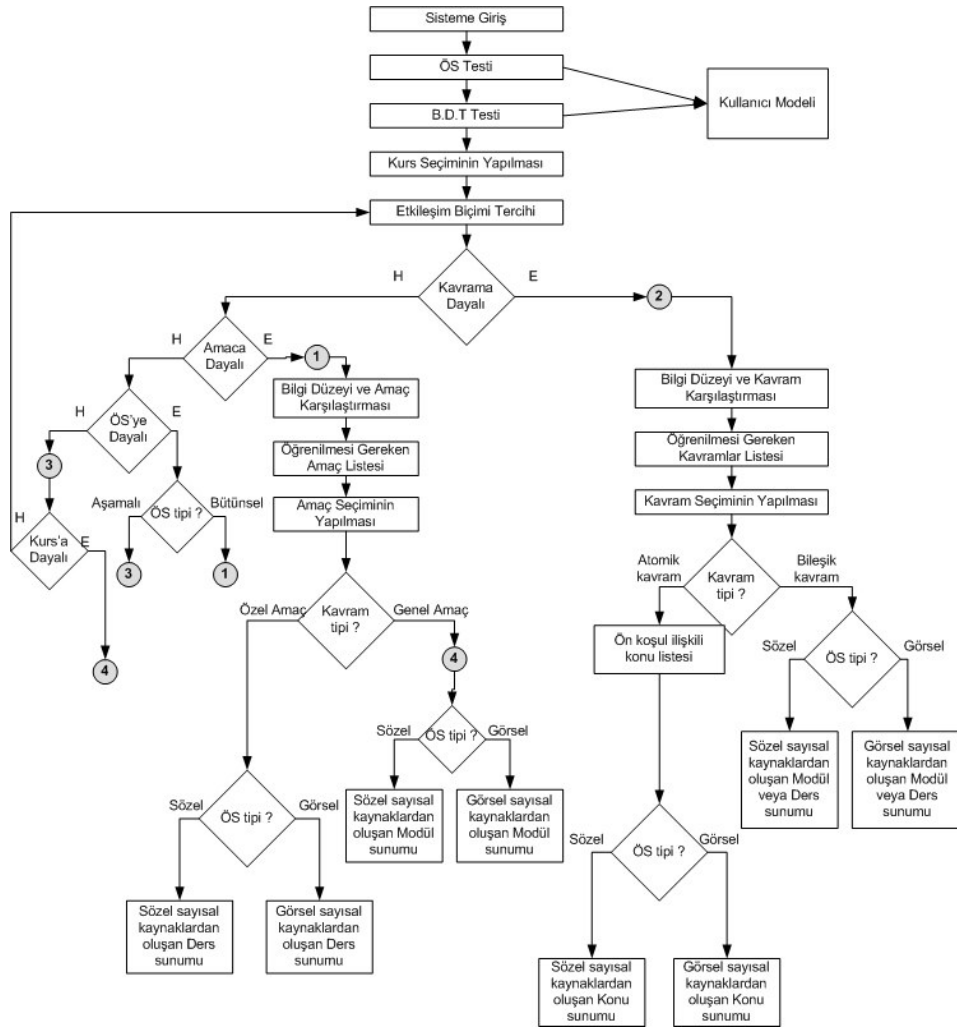 Sisteme Giriş
ÖS Testi
Kullanıcı Modeli
B.D.T Testi
Kurs Seçiminin Yapılması
Etkileşim Biçimi Tercihi
H
Kavrama
Dayalı
E
2
H
Amaca
Dayalı
E
1
Bilgi Düzeyi ve Amaç
Karşılaştırması
Bilgi Düzeyi ve Kavram
Karşılaştırması
H
ÖS'ye
Dayalı
E
3
Öğrenilmesi Gereken
Amaç Listesi
Öğrenilmesi Gereken
Kavramlar Listesi
Aşamalı
ÖS tipi ?
Bütünsel
Amaç Seçiminin
Yapılması
Kavram Seçiminin Yapılması
H
Kurs'a
Dayalı
E
3
1
4
Özel Amaç
Kavram
tipi ?
Genel Amaç
4
Atomik
kavram
Kavram
tipi ?
Bileşik
kavram
Ön koşul ilişkili
konu listesi
Sözel
ÖS tipi ?
Görsel
Sözel
ÖS tipi ?
Görsel
Sözel sayısal
kaynaklardan
oluşan Modül
veya Ders
sunumu
Görsel sayısal
kaynaklardan
oluşan Modül
veya Ders
sunumu
Sözel sayısal
kaynaklardan
oluşan Modül
sunumu
Görsel sayısal
kaynaklardan
oluşan Modül
sunumu
Sözel
ÖS tipi ?
Görsel
Sözel
ÖS tipi ?
Görsel
Sözel sayısal
kaynaklardan
oluşan Ders
sunumu
Görsel sayısal
kaynaklardan
oluşan Ders
sunumu
Sözel sayısal
kaynaklardan
oluşan Konu
sunumu
Görsel sayısal
kaynaklardan
oluşan Konu
sunumu